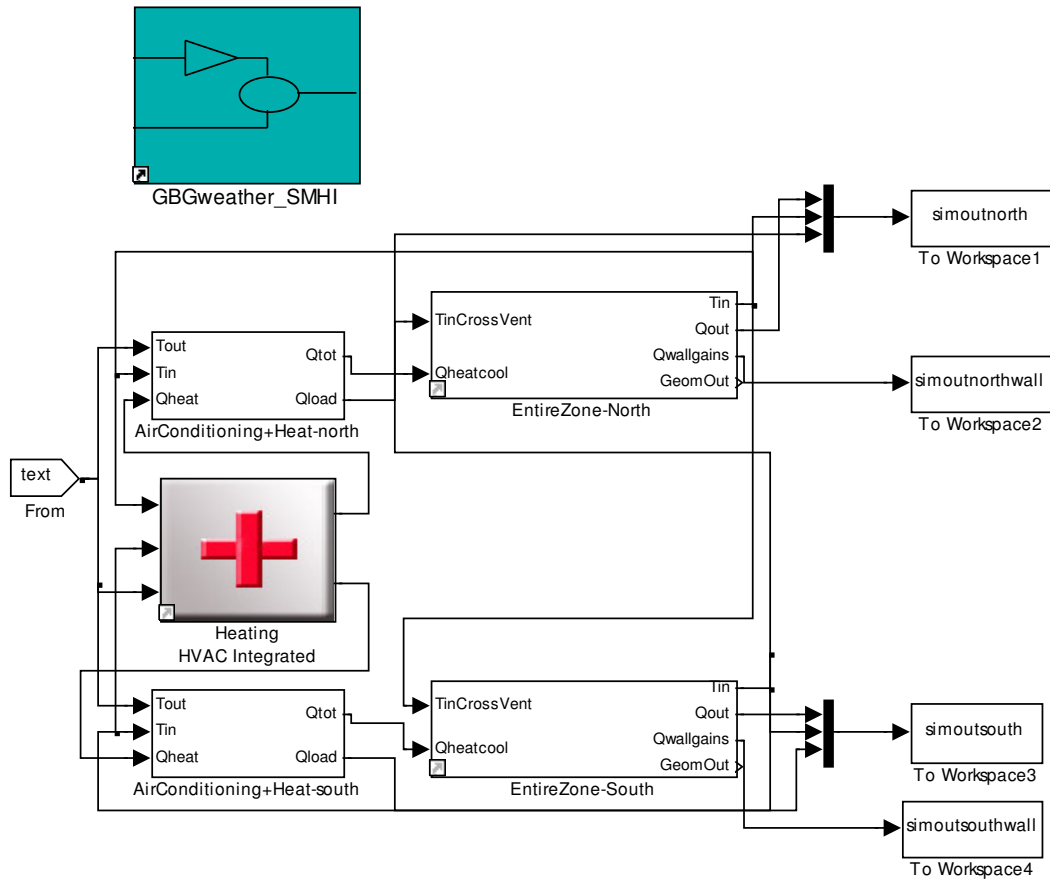 GBGweather_SMHI
simoutnorth
To Workspace1
TinCrossVent
Qheatcool
Tin
Qout
Qwallgains
GeomOut
EntireZone-North
simoutnorthwall
To Workspace2
Tout
Tin
Qheat
Qtot
Qload
AirConditioning+Heat-north
text
From
Heating
HVAC Integrated
Tout
Tin
Qheat
Qtot
Qload
AirConditioning+Heat-south
TinCrossVent
Qheatcool
Tin
Qout
Qwallgains
GeomOut
EntireZone-South
simoutsouth
To Workspace3
simoutsouthwall
To Workspace4